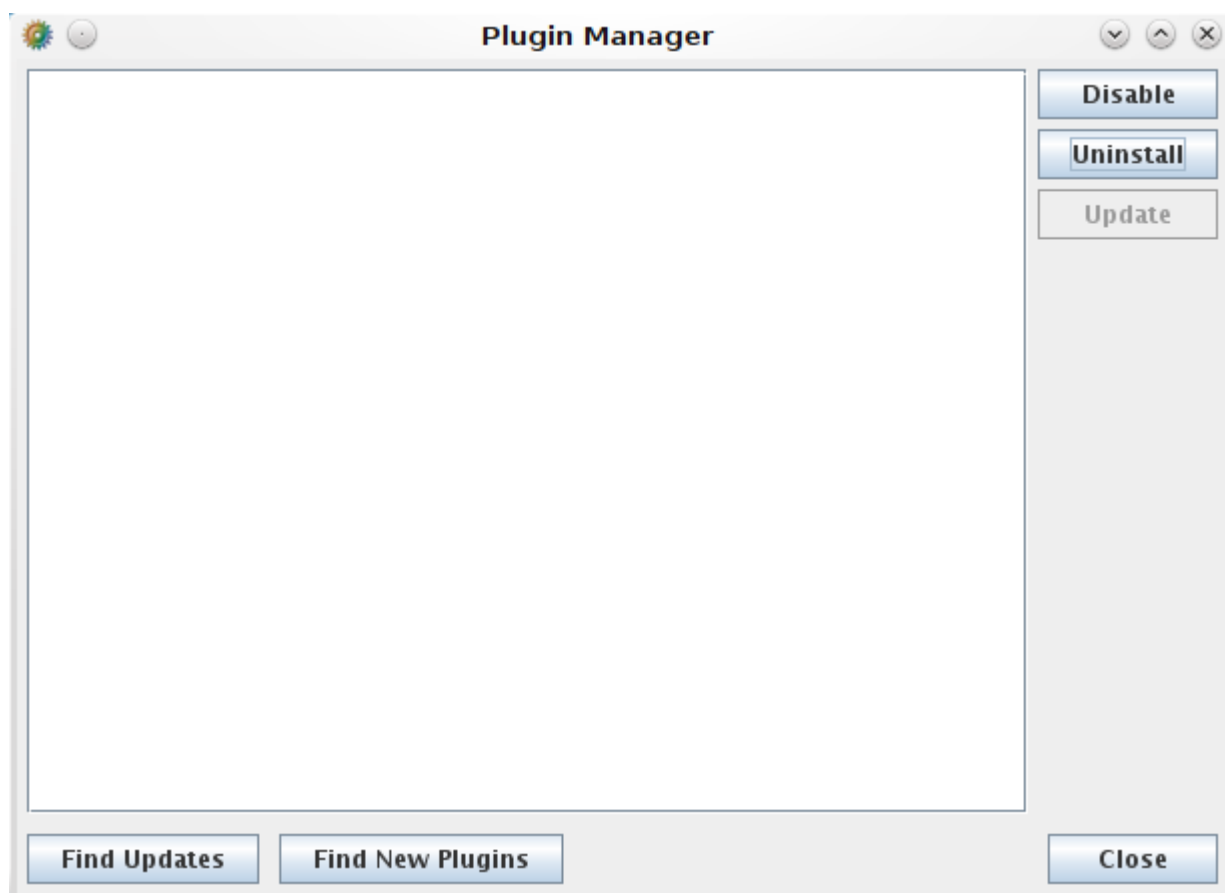 Plugin Manager
Disable
Uninstall
Update
Find Updates
Find New Plugins
Close